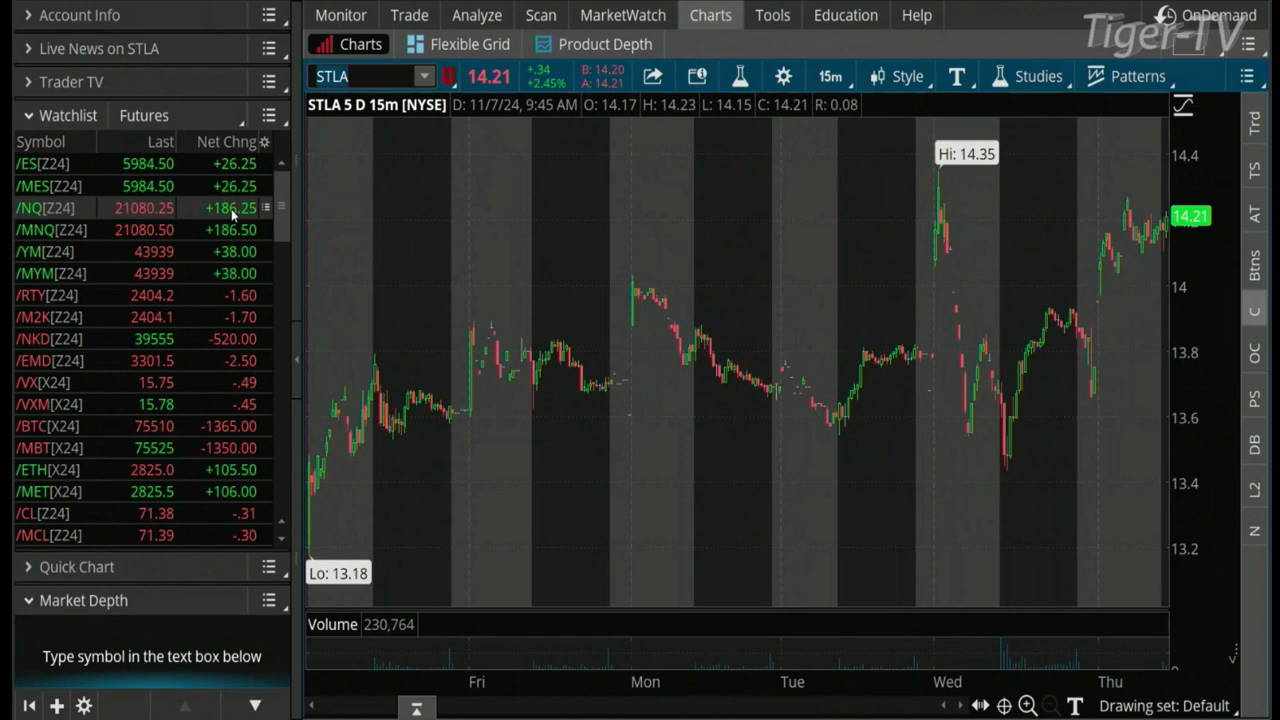 Account Info
Live News on STLA
Trader TV
Watchlist Futures
Symbol Last Net Chng
/ES[Z24] 5984.50 +26.25
/MES[Z24] 5984.50 +26.25
/NQ[Z24] 21080.25 +186.25
/MNQ[Z24] 21080.50 +186.50
/YM[Z24] 43939 +38.00
/MYM[Z24] 43939 +38.00
/RTY[Z24] 2404.2 -1.60
/M2K[Z24] 2404.1 -1.70
/NKD[Z24] 39555 -520.00
/EMD[Z24] 3301.5 -2.50
/VX[X24] 15.75 -.49
/VXM[X24] 15.78 -.45
/BTC[X24] 75510 -1365.00
/MBT[X24] 75525 -1350.00
/ETH[X24] 2825.0 +105.50
/MET[X24] 2825.5 +106.00
/CL[Z24] 71.38 -.31
/MCL[Z24] 71.39 -.30
Quick Chart
Market Depth
Type symbol in the text box below
Monitor Trade Analyze Scan MarketWatch Charts Tools Education Help OnDemand
Tiger-TV
Charts Flexible Grid Product Depth
STLA 14.21 +.34 +2.45% B: 14.20 A: 14.21 15m Style T Studies Patterns
STLA 5 D 15m [NYSE] D: 11/7/24, 9:45 AM O: 14.17 H: 14.23 L: 14.15 C: 14.21 R: 0.08
Hi: 14.35
14.4
14.21
14
13.8
13.6
13.4
13.2
Lo: 13.18
Volume 230,764
Fri Mon Tue Wed Thu
T Drawing set: Default
Trd
TS
AT
Btns
C
OC
PS
DB
L2
N